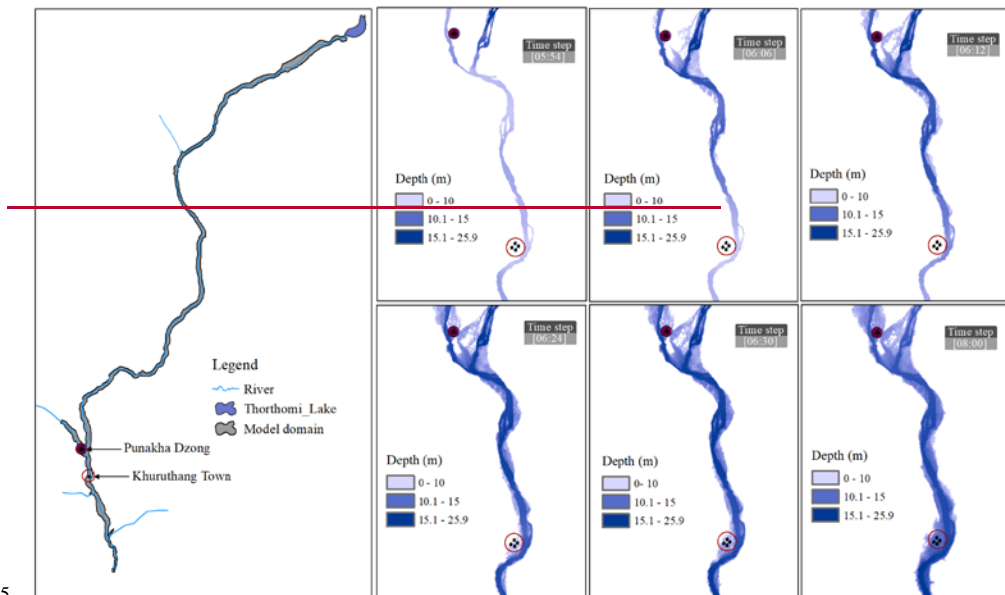 Legend
River
Thorthomi_Lake
Model domain
Punakha Dzong
Khuruthang Town
Time step
[05:54]
Depth (m)
0 - 10
10.1 - 15
15.1 - 25.9
Time step
[06:06]
Depth (m)
0 - 10
10.1 - 15
15.1 - 25.9
Time step
[06:12]
Depth (m)
0 - 10
10.1 - 15
15.1 - 25.9
Time step
[06:24]
Depth (m)
0 - 10
10.1 - 15
15.1 - 25.9
Time step
[06:30]
Depth (m)
0 - 10
10.1 - 15
15.1 - 25.9
Time step
[08:00]
Depth (m)
0 - 10
10.1 - 15
15.1 - 25.9
5